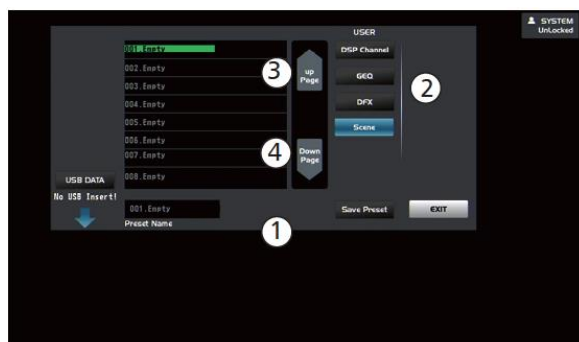 SYSTEM
UnLocked
USER
001.Empty
002.Empty
003.Empty
004.Empty
005.Empty
006.Empty
007.Empty
008.Empty
3
up
Page
4
Down
Page
DSP Channel
GEQ
DFX
Scene
2
USB DATA
No USB Insert!
001.Empty
Preset Name
1
Save Preset
EXIT